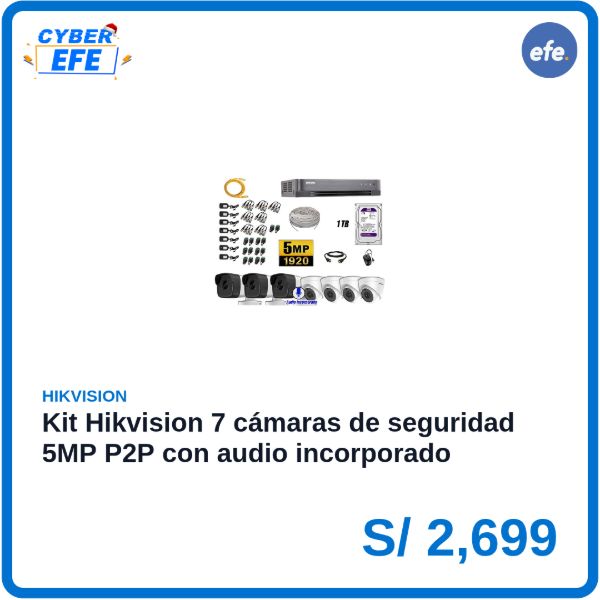 CYBER
EFE
efe.
1TB
5MP
1920
HIKVISION
Kit Hikvision 7 cámaras de seguridad
5MP P2P con audio incorporado
S/ 2,699